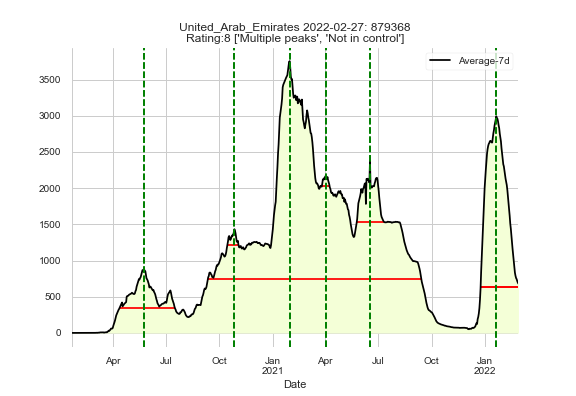 United_Arab_Emirates 2022-02-27: 879368
Rating:8 ['Multiple peaks', 'Not in control']
Average-7d
3500
3000
2500
2000
1500
1000
500
0
Apr Jul Oct Jan Apr Jul Oct Jan
2021 2022
Date